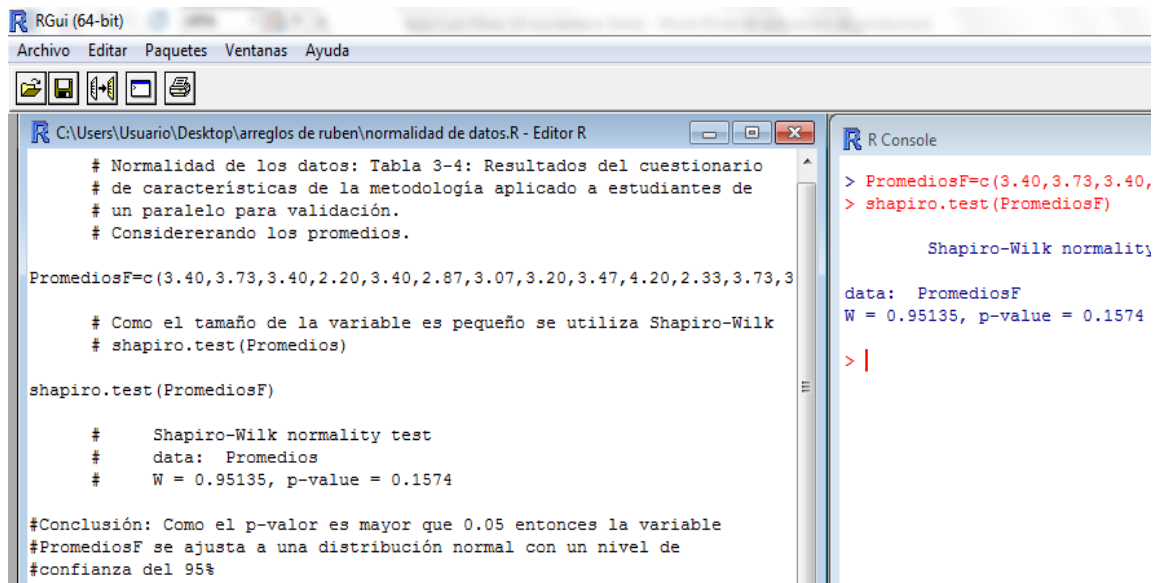 RGui (64-bit)
Archivo Editar Paquetes Ventanas Ayuda
C:\Users\Usuario\Desktop\arreglos de ruben\normalidad de datos.R - Editor R
# Normalidad de los datos: Tabla 3-4: Resultados del cuestionario
# de características de la metodología aplicado a estudiantes de
# un paralelo para validación.
# Considererando los promedios.
PromediosF=c(3.40,3.73,3.40,2.20,3.40,2.87,3.07,3.20,3.47,4.20,2.33,3.73,3
# Como el tamaño de la variable es pequeño se utiliza Shapiro-Wilk
# shapiro.test(Promedios)
shapiro.test(PromediosF)
# Shapiro-Wilk normality test
# data: Promedios
# W = 0.95135, p-value = 0.1574
#Conclusión: Como el p-valor es mayor que 0.05 entonces la variable
#PromediosF se ajusta a una distribución normal con un nivel de
#confianza del 95%
R Console
> PromediosF=c(3.40,3.73,3.40,
> shapiro.test(PromediosF)
Shapiro-Wilk normality
data: PromediosF
W = 0.95135, p-value = 0.1574
>